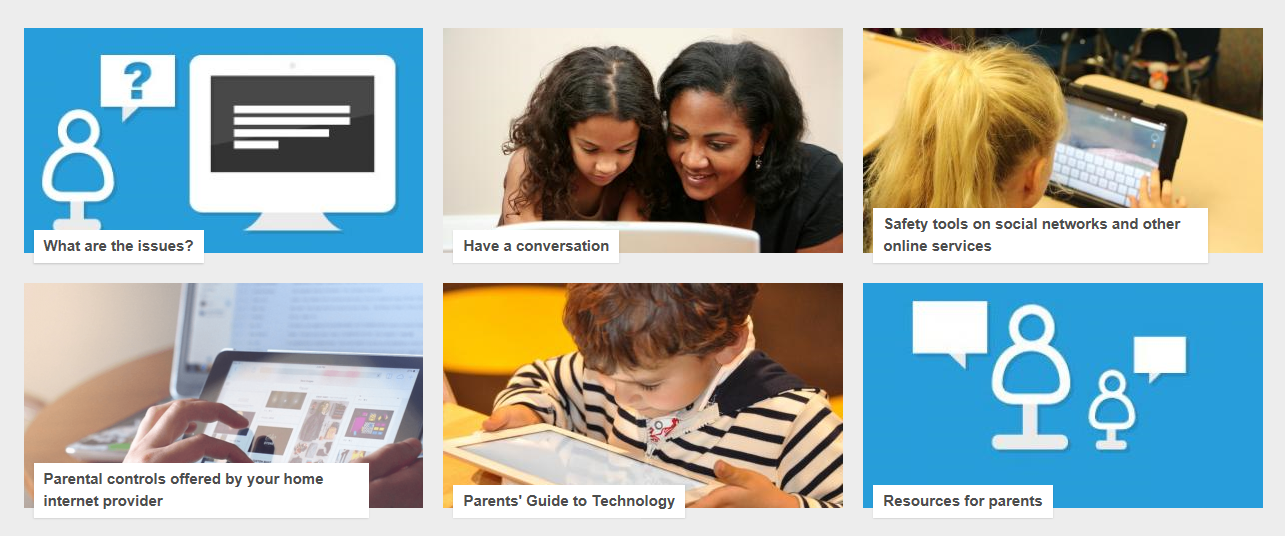 ?
What are the issues?
Have a conversation
Safety tools on social networks and other
online services
Parental controls offered by your home
internet provider
Parents' Guide to Technology
Resources for parents